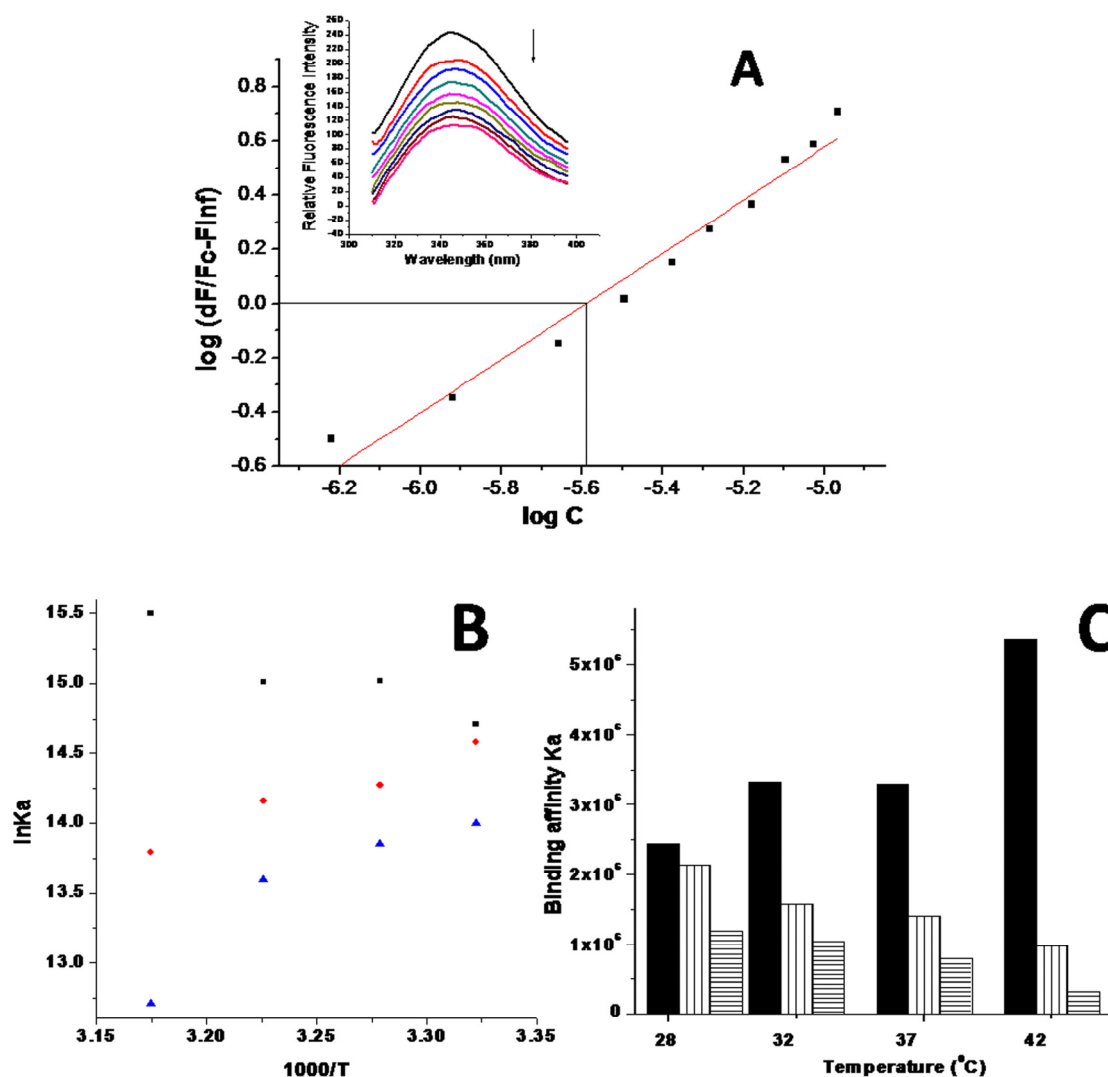 A
Relative Fluorescence Intensity
260
240
220
200
180
160
140
120
100
80
60
40
20
0
-20
-40
300 320 340 360 380 400
Wavelength (nm)
log (dF/Fc-FInf)
0.8
0.6
0.4
0.2
0.0
-0.2
-0.4
-0.6
-6.2 -6.0 -5.8 -5.6 -5.4 -5.2 -5.0
log C
B
lnKa
15.5
15.0
14.5
14.0
13.5
13.0
3.15 3.20 3.25 3.30 3.35
1000/T
C
Binding affinity Ka
5x10⁶
4x10⁶
3x10⁶
2x10⁶
1x10⁶
0
28 32 37 42
Temperature (⁰C)